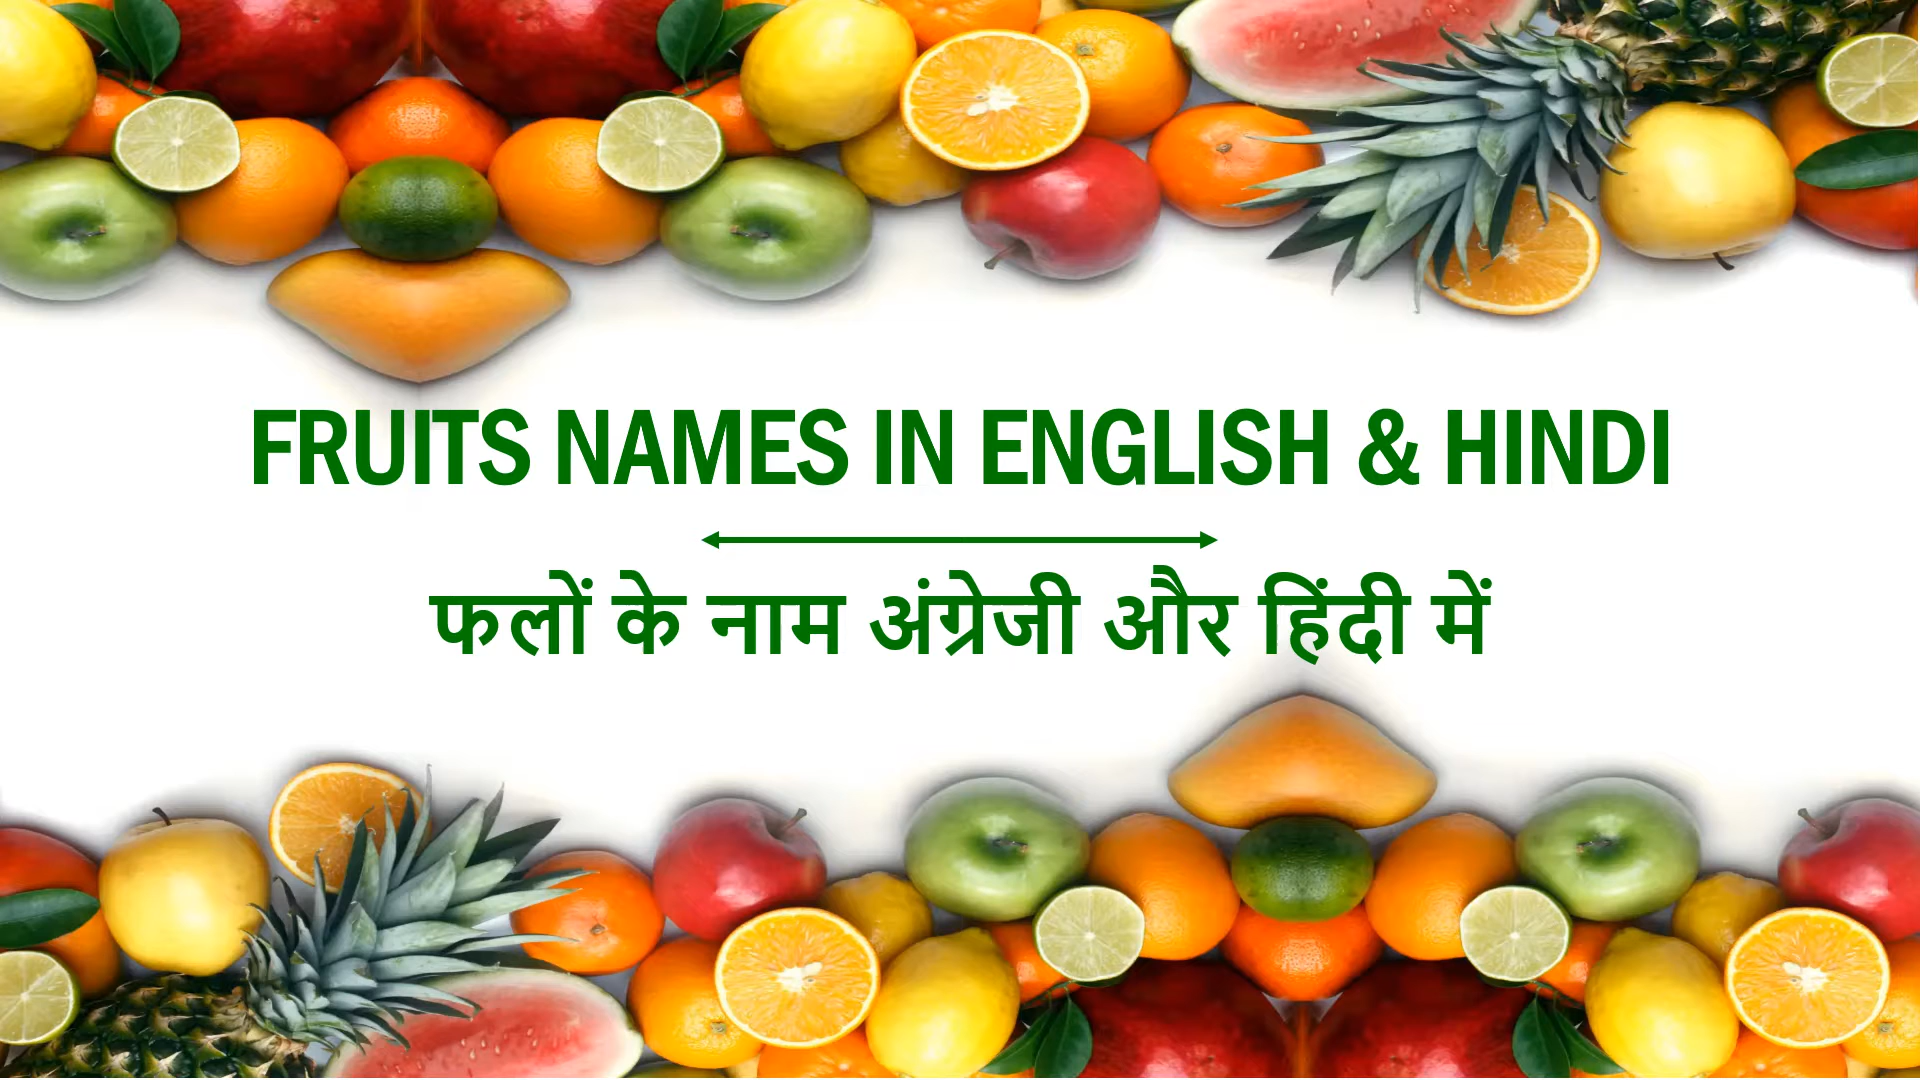 FRUITS NAMES IN ENGLISH & HINDI
फलों के नाम अंग्रेजी और हिंदी में